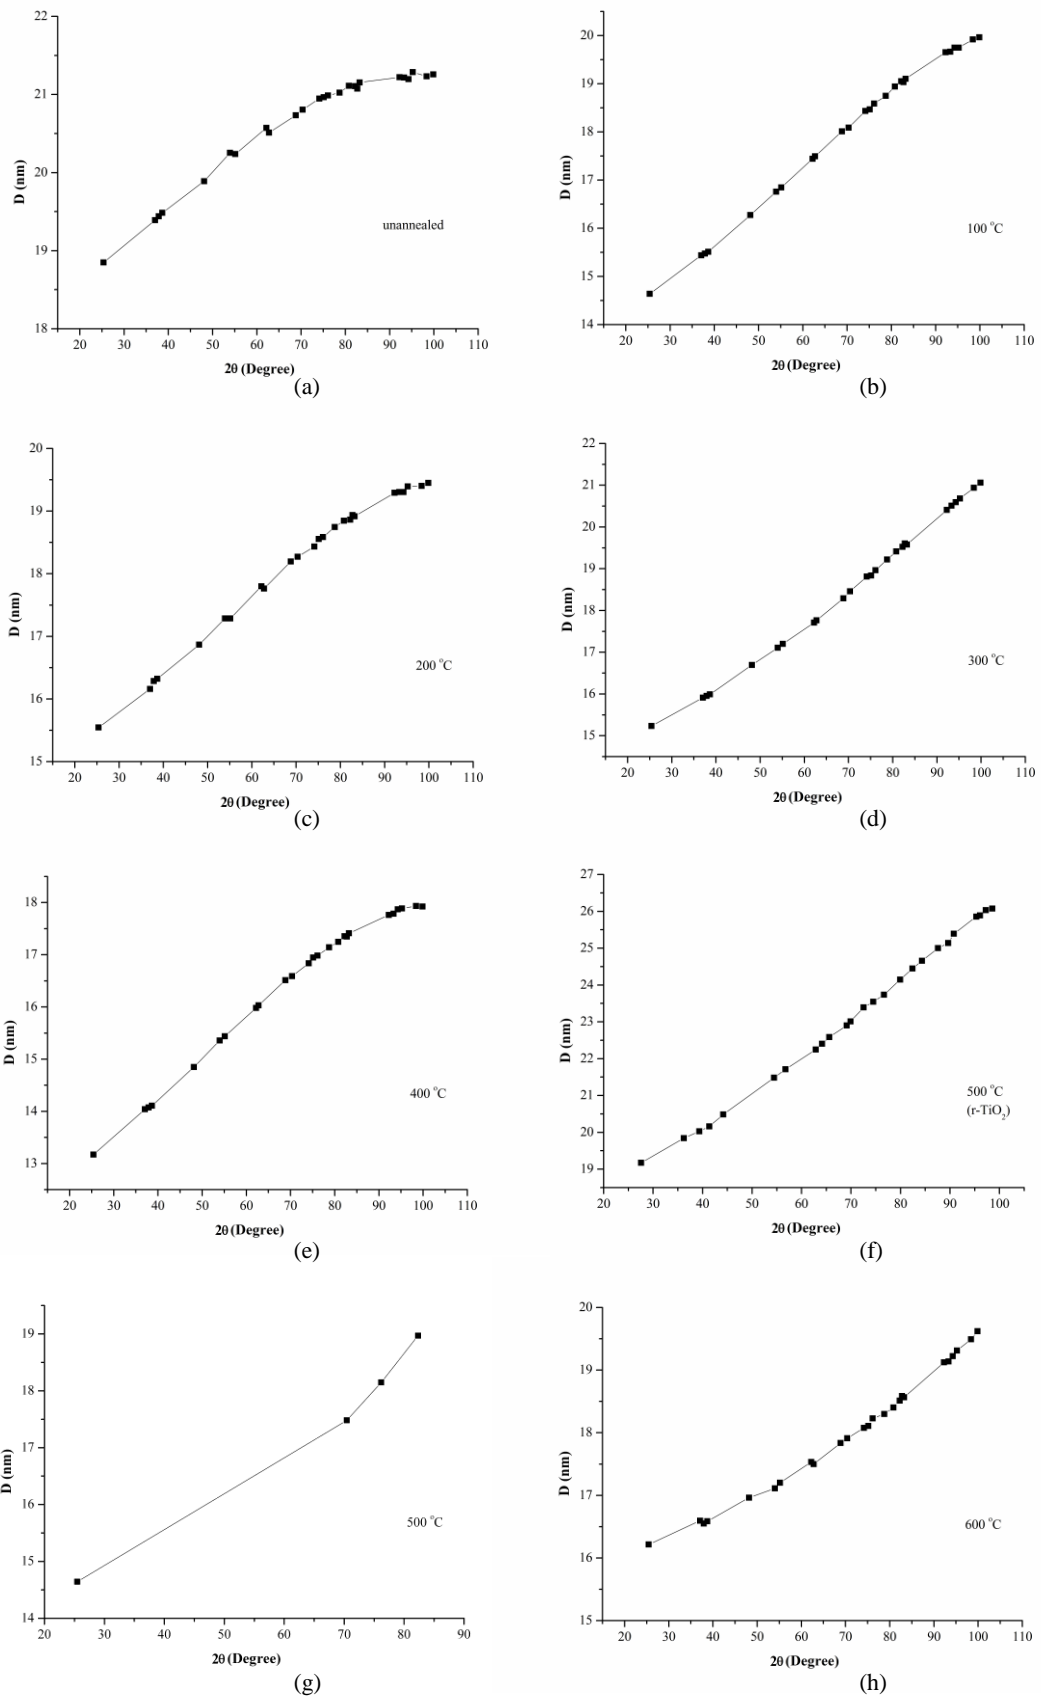 22
21
20
19
18
D (nm)
unannealed
20 30 40 50 60 70 80 90 100 110
2θ (Degree)
(a)
20
19
18
17
16
15
14
D (nm)
100 °C
20 30 40 50 60 70 80 90 100 110
2θ (Degree)
(b)
20
19
18
17
16
15
D (nm)
200 °C
20 30 40 50 60 70 80 90 100 110
2θ (Degree)
(c)
22
21
20
19
18
17
16
15
D (nm)
300 °C
20 30 40 50 60 70 80 90 100 110
2θ (Degree)
(d)
18
17
16
15
14
13
D (nm)
400 °C
20 30 40 50 60 70 80 90 100 110
2θ (Degree)
(e)
27
26
25
24
23
22
21
20
19
D (nm)
500 °C
(r-TiO₂)
20 30 40 50 60 70 80 90 100
2θ (Degree)
(f)
19
18
17
16
15
14
D (nm)
500 °C
20 30 40 50 60 70 80 90
2θ (Degree)
(g)
20
19
18
17
16
15
D (nm)
600 °C
20 30 40 50 60 70 80 90 100 110
2θ (Degree)
(h)